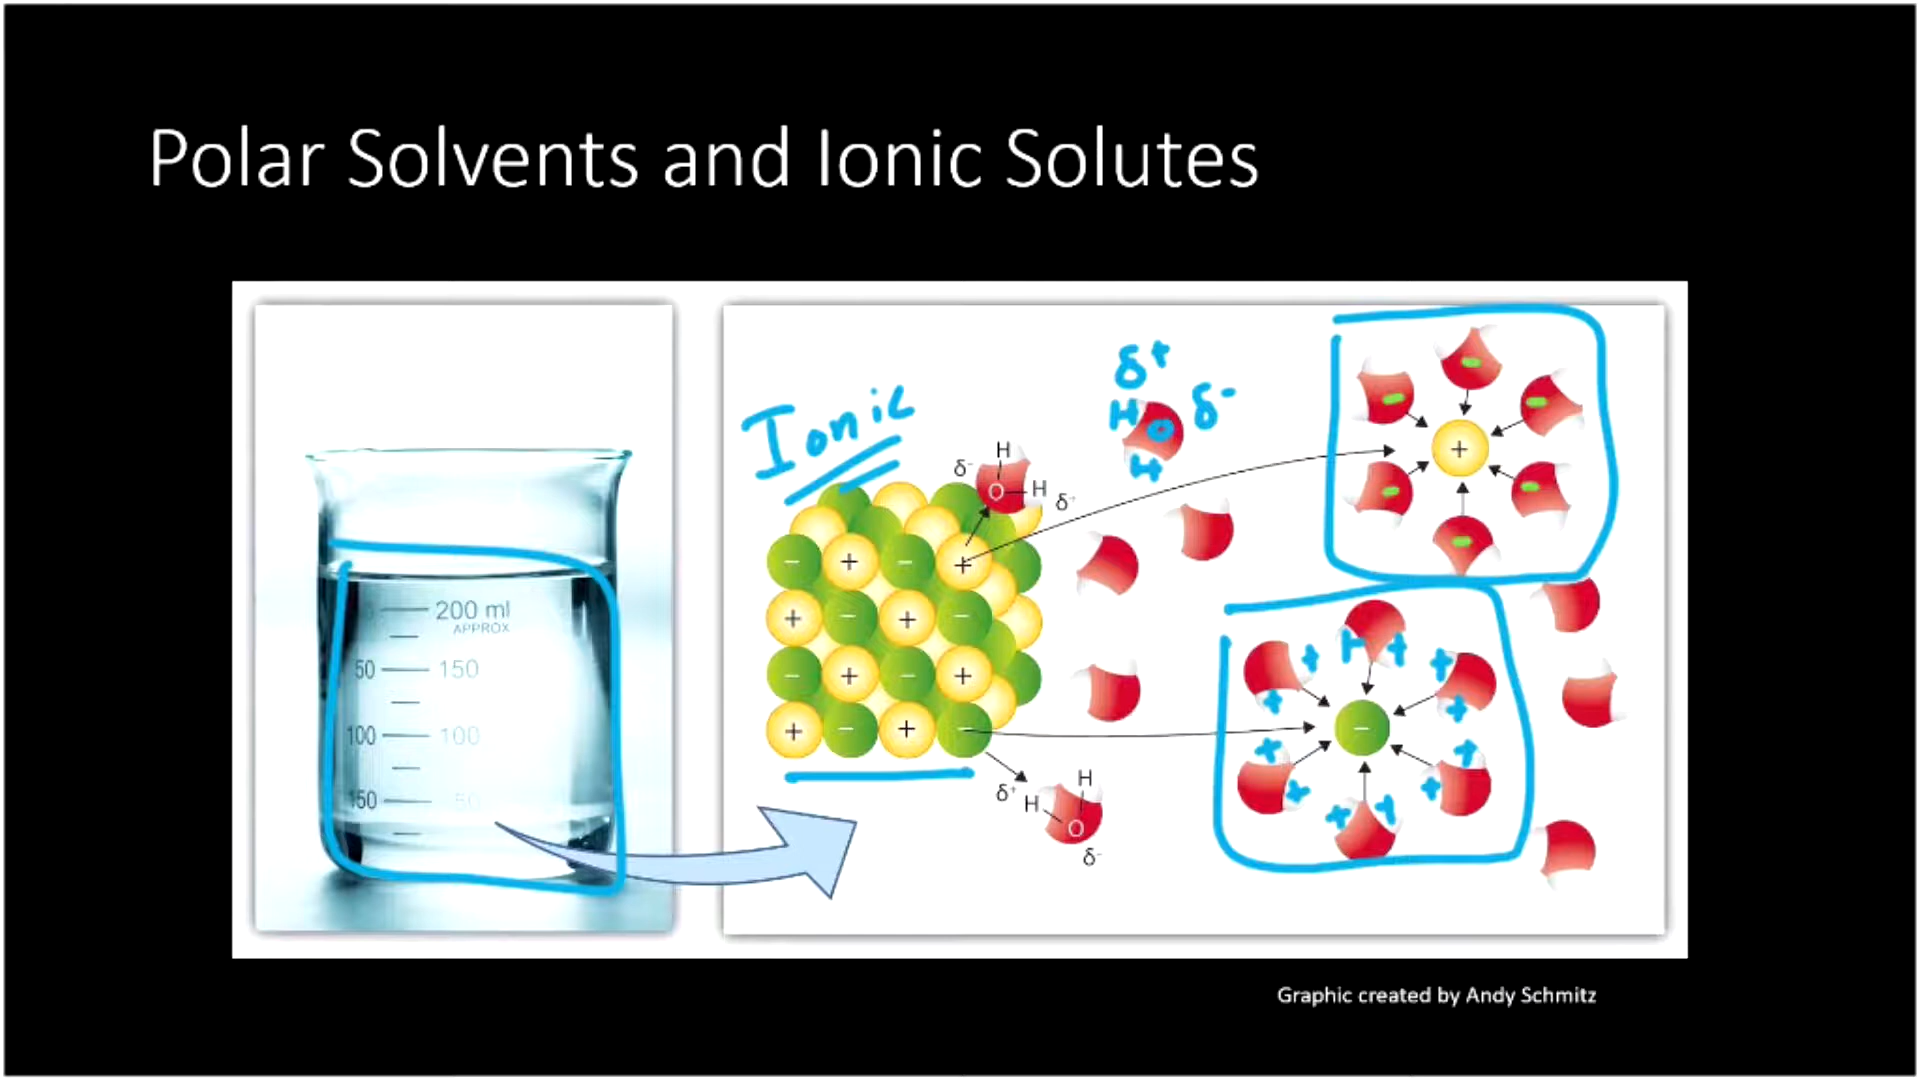 Polar Solvents and Ionic Solutes
Ionic
δ+
H O δ-
H
H
δ-
O H
δ+
- + - +
+ - + -
- + - +
+ - + -
200 ml
APPROX
50 150
100 100
150 50
δ+ H
H
O
δ-
- - -
+
- - -
+ + + + +
+ +
-
+ + +
+ + + +
Graphic created by Andy Schmitz